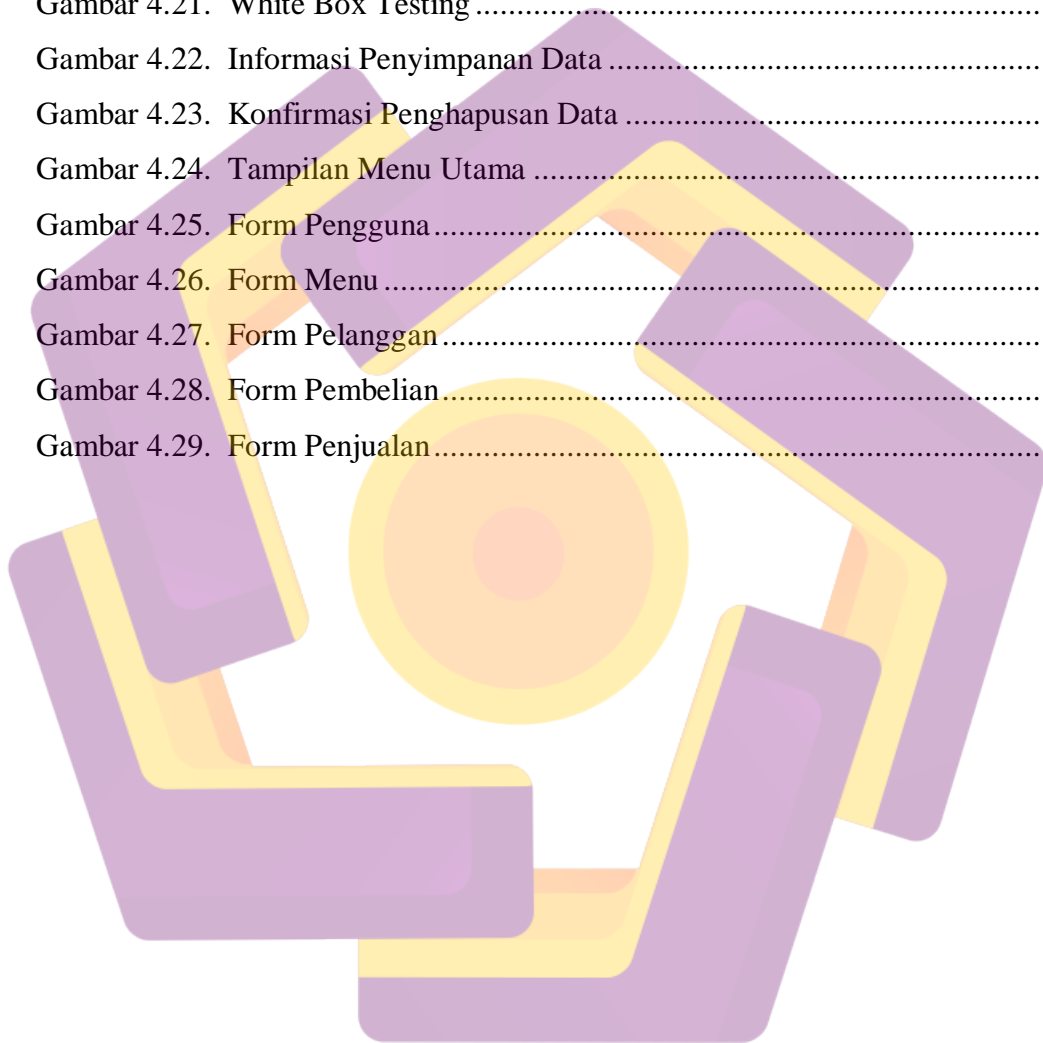 Gambar 4.21. White Box Testing ........................................................................
Gambar 4.22. Informasi Penyimpanan Data .......................................................
Gambar 4.23. Konfirmasi Penghapusan Data .....................................................
Gambar 4.24. Tampilan Menu Utama .................................................................
Gambar 4.25. Form Pengguna..............................................................................
Gambar 4.26. Form Menu ....................................................................................
Gambar 4.27. Form Pelanggan.............................................................................
Gambar 4.28. Form Pembelian.............................................................................
Gambar 4.29. Form Penjualan..............................................................................